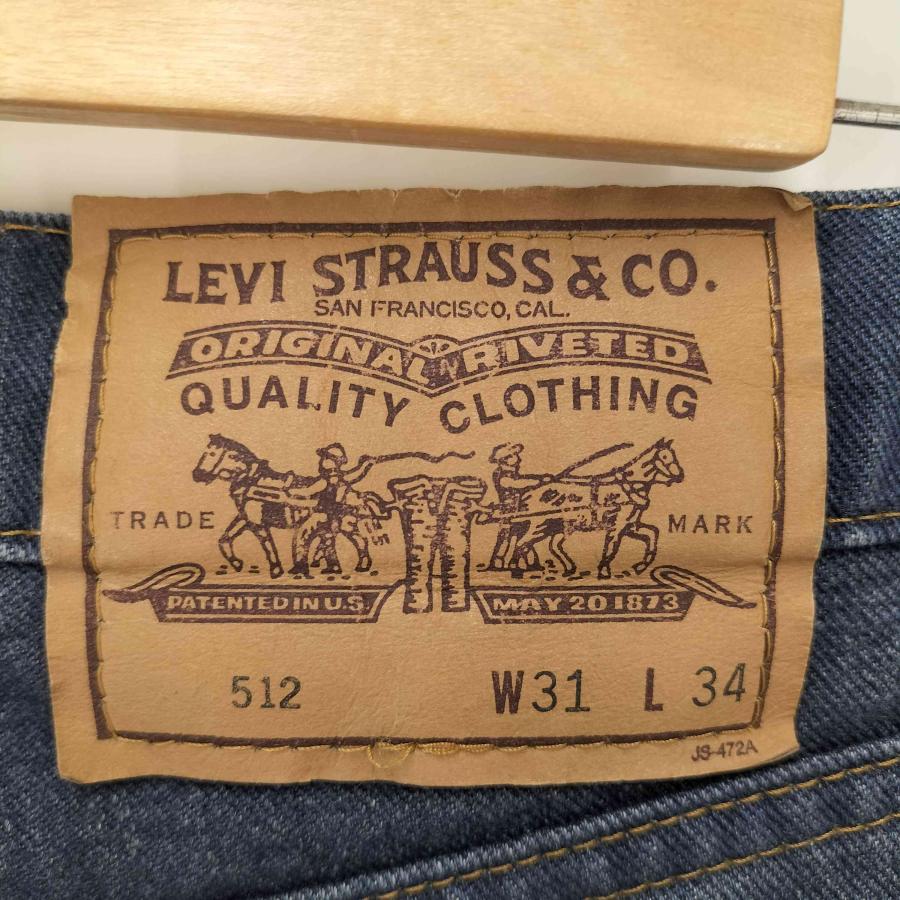 LEVI STRAUSS & CO.
SAN FRANCISCO, CAL.
ORIGINAL RIVETED
QUALITY CLOTHING
TRADE MARK
PATENTED IN U.S. MAY 20 1873
512 W31 L 34
JS-472A